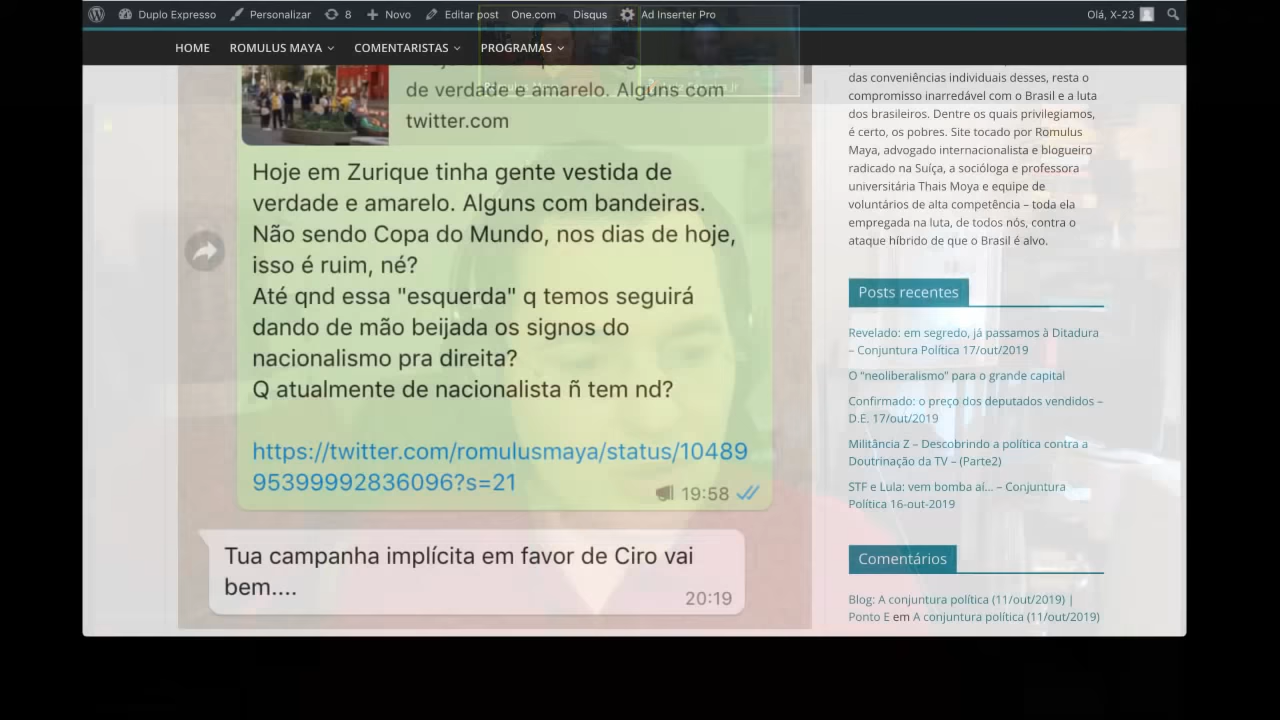 Duplo Expresso Personalizar 8 Novo Editar post One.com Disqus Ad Inserter Pro Olá, X-23
HOME ROMULUS MAYA COMENTARISTAS PROGRAMAS
de verdade e amarelo. Alguns com
twitter.com
Hoje em Zurique tinha gente vestida de
verdade e amarelo. Alguns com bandeiras.
Não sendo Copa do Mundo, nos dias de hoje,
isso é ruim, né?
Até qnd essa "esquerda" q temos seguirá
dando de mão beijada os signos do
nacionalismo pra direita?
Q atualmente de nacionalista ñ tem nd?
https://twitter.com/romulusmaya/status/10489
95399992836096?s=21
19:58
Tua campanha implícita em favor de Ciro vai
bem....
20:19
das conveniências individuais desses, resta o
compromisso inarredável com o Brasil e a luta
dos brasileiros. Dentre os quais privilegiamos,
é certo, os pobres. Site tocado por Romulus
Maya, advogado internacionalista e blogueiro
radicado na Suíça, a socióloga e professora
universitária Thais Moya e equipe de
voluntários de alta competência – toda ela
empregada na luta, de todos nós, contra o
ataque híbrido de que o Brasil é alvo.
Posts recentes
Revelado: em segredo, já passamos à Ditadura
– Conjuntura Política 17/out/2019
O “neoliberalismo” para o grande capital
Confirmado: o preço dos deputados vendidos –
D.E. 17/out/2019
Militância Z – Descobrindo a política contra a
Doutrinação da TV – (Parte2)
STF e Lula: vem bomba aí... – Conjuntura
Política 16-out-2019
Comentários
Blog: A conjuntura política (11/out/2019) |
Ponto E em A conjuntura política (11/out/2019)